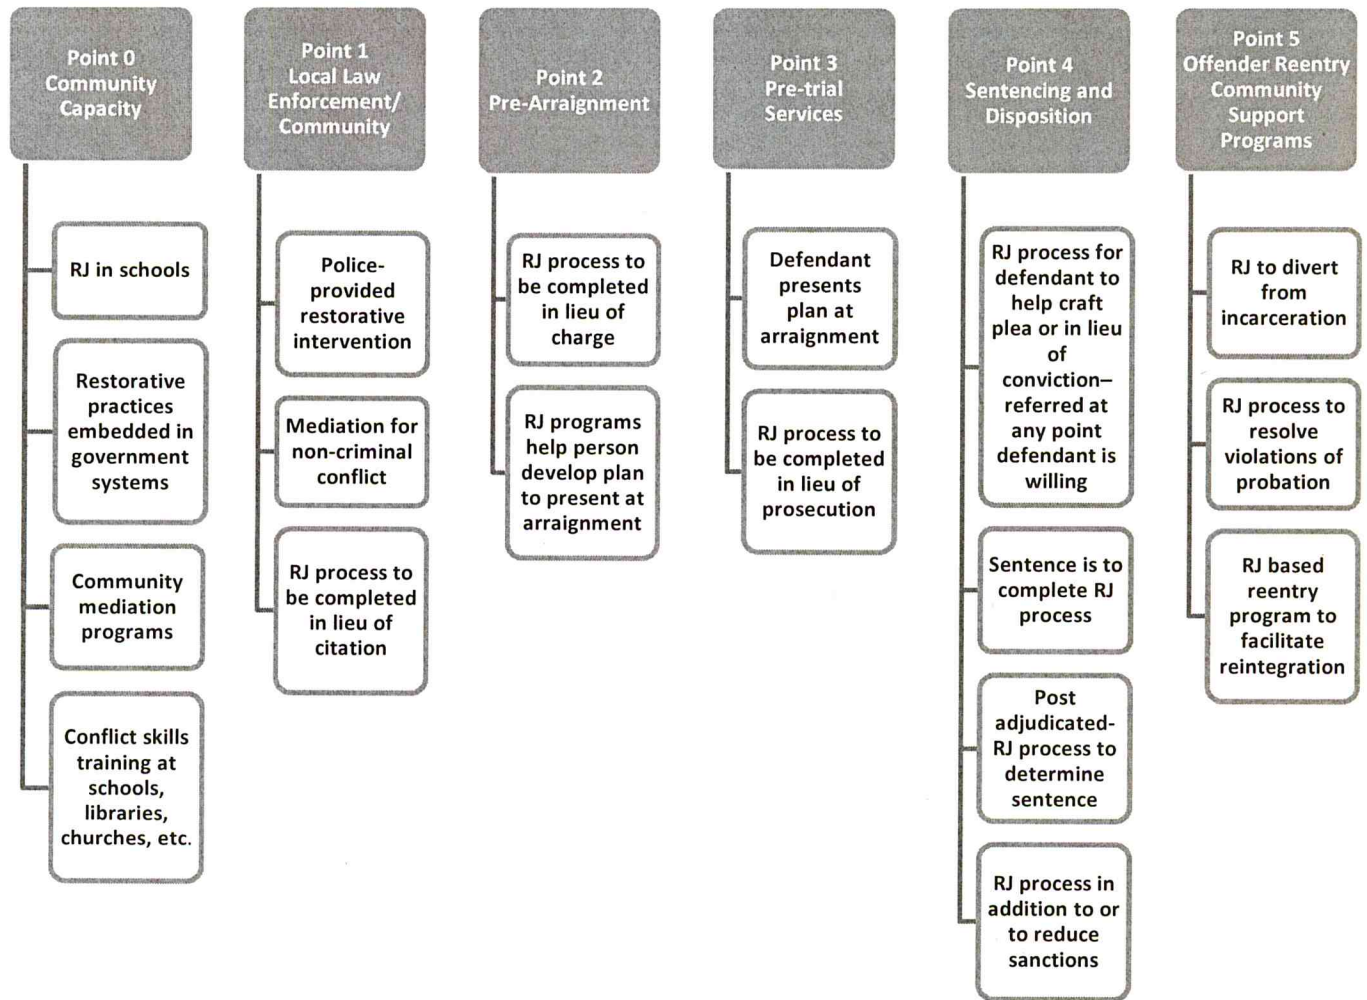 Point 0
Community
Capacity
RJ in schools
Restorative
practices
embedded in
government
systems
Community
mediation
programs
Conflict skills
training at
schools,
libraries,
churches, etc.
Point 1
Local Law
Enforcement/
Community
Police-
provided
restorative
intervention
Mediation for
non-criminal
conflict
RJ process to
be completed
in lieu of
citation
Point 2
Pre-Arraignment
RJ process to
be completed
in lieu of
charge
RJ programs
help person
develop plan
to present at
arraignment
Point 3
Pre-trial
Services
Defendant
presents
plan at
arraignment
RJ process to
be completed
in lieu of
prosecution
Point 4
Sentencing and
Disposition
RJ process for
defendant to
help craft
plea or in lieu
of
conviction–
referred at
any point
defendant is
willing
Sentence is to
complete RJ
process
Post
adjudicated-
RJ process to
determine
sentence
RJ process in
addition to or
to reduce
sanctions
Point 5
Offender Reentry
Community
Support
Programs
RJ to divert
from
incarceration
RJ process to
resolve
violations of
probation
RJ based
reentry
program to
facilitate
reintegration